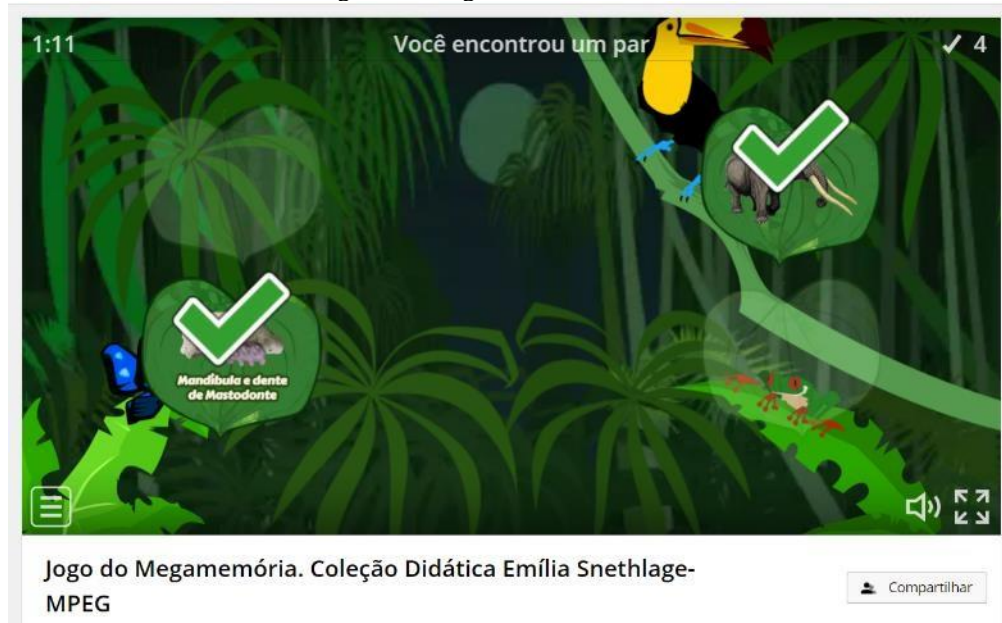 1:11
Você encontrou um par
4
Mandíbula e dente
de Mastodonte
Jogo do Megamemória. Coleção Didática Emília Snethlage-
MPEG
Compartilhar